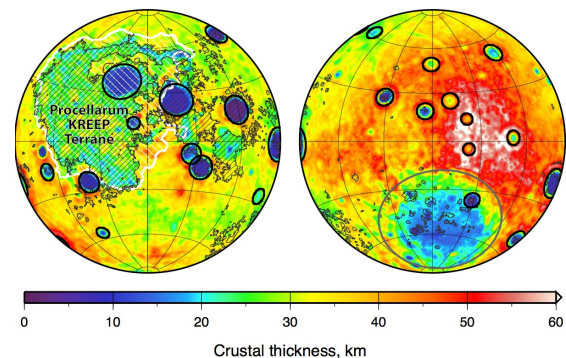 Procellarum
KREEP
Terrane
0 10 20 30 40 50 60
Crustal thickness, km